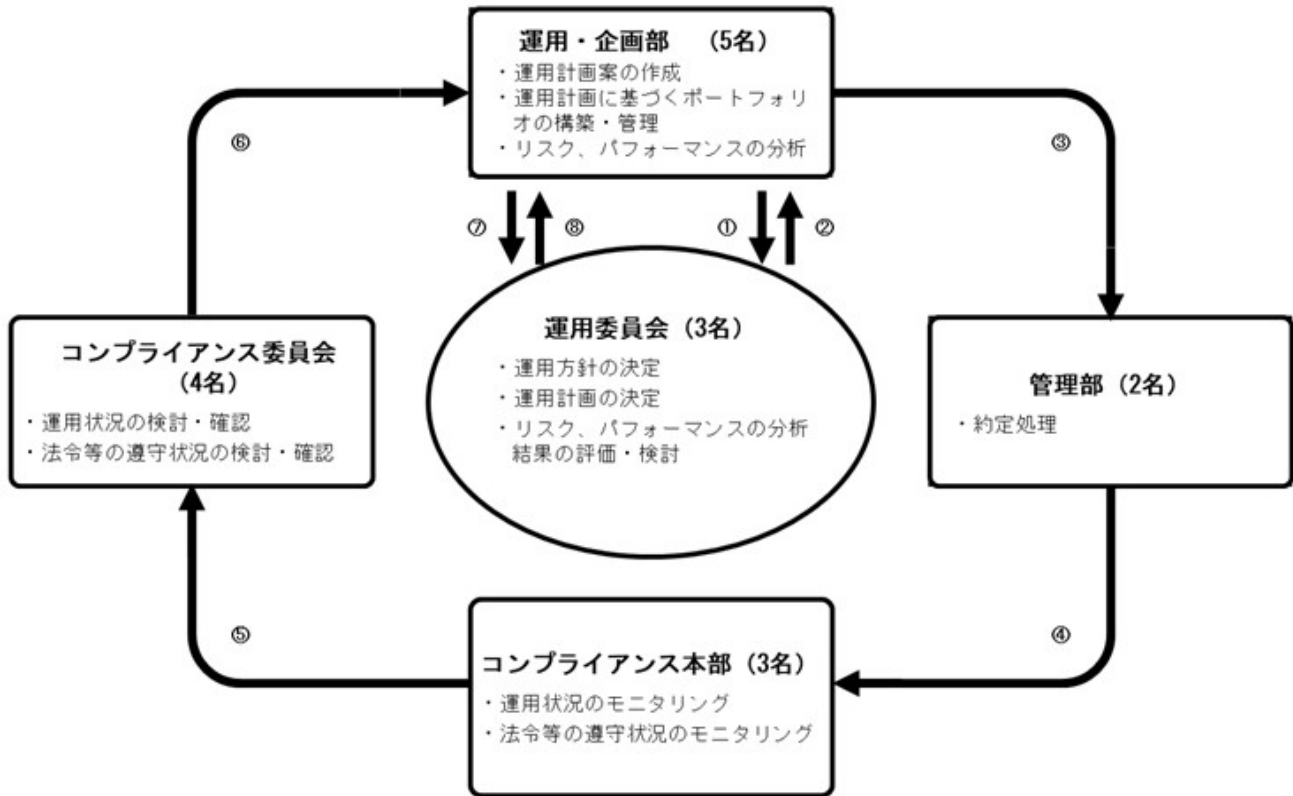 運用・企画部 （5名）
・運用計画案の作成
・運用計画に基づくポートフォリ
オの構築・管理
・リスク、パフォーマンスの分析
⑥
③
⑦
⑧
①
②
運用委員会（3名）
・運用方針の決定
・運用計画の決定
・リスク、パフォーマンスの分析
結果の評価・検討
コンプライアンス委員会
（4名）
・運用状況の検討・確認
・法令等の遵守状況の検討・確認
管理部（2名）
・約定処理
⑤
④
コンプライアンス本部（3名）
・運用状況のモニタリング
・法令等の遵守状況のモニタリング